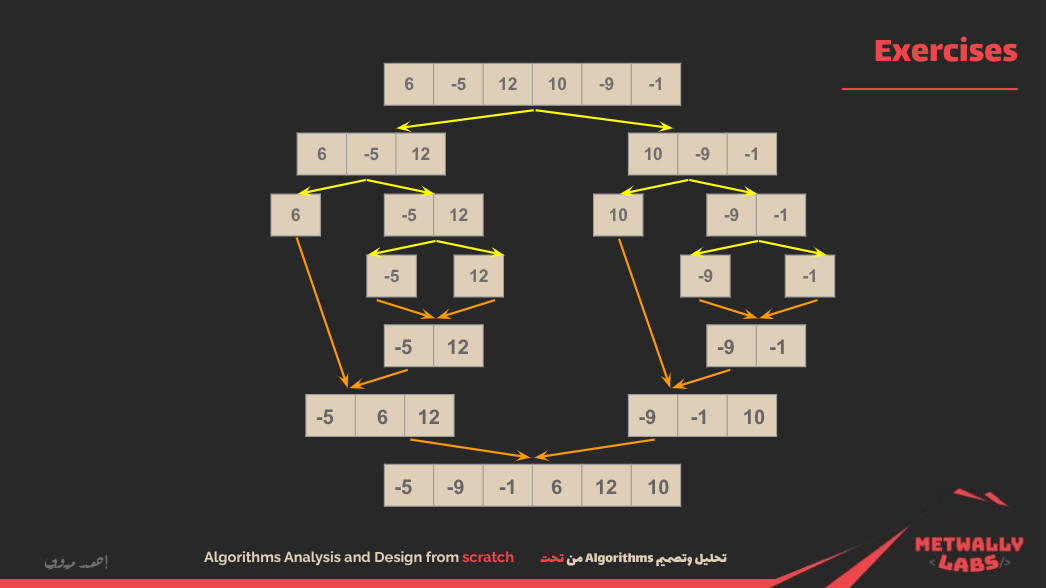 Exercises
6 -5 12 10 -9 -1
6 -5 12 10 -9 -1
6 -5 12 10 -9 -1
-5 12 -9 -1
-5 12 -9 -1
-5 6 12 -9 -1 10
-5 -9 -1 6 12 10
Algorithms Analysis and Design from scratch
تحليل وتصميم Algorithms من تحت
METWALLY
<LABS/>